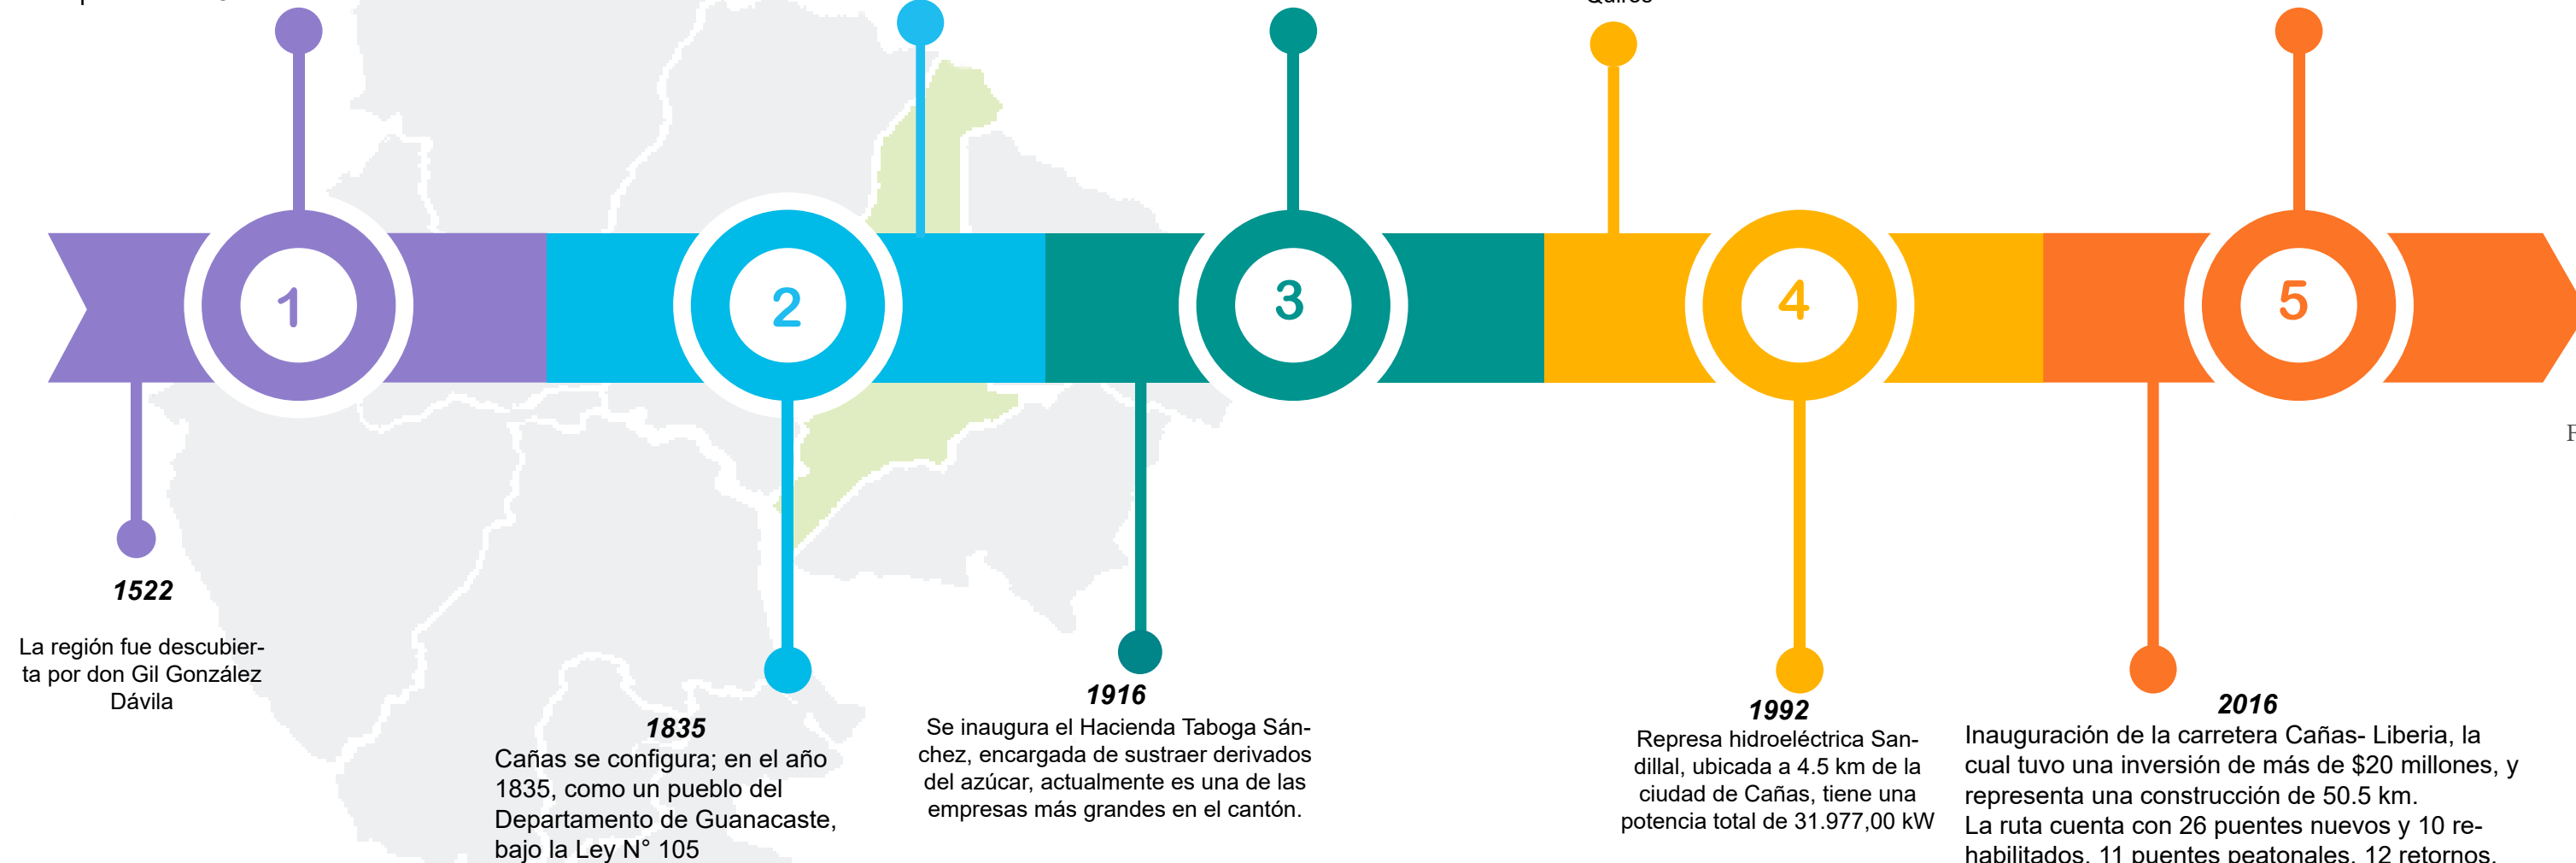 1
2
3
4
5
1522
La región fue descubier-
ta por don Gil González
Dávila
1835
Cañas se configura; en el año
1835, como un pueblo del
Departamento de Guanacaste,
bajo la Ley N° 105
1916
Se inaugura el Hacienda Taboga Sán-
chez, encargada de sustraer derivados
del azúcar, actualmente es una de las
empresas más grandes en el cantón.
1992
Represa hidroeléctrica San-
dillal, ubicada a 4.5 km de la
ciudad de Cañas, tiene una
potencia total de 31.977,00 kW
2016
Inauguración de la carretera Cañas- Liberia, la
cual tuvo una inversión de más de $20 millones, y
representa una construcción de 50.5 km.
La ruta cuenta con 26 puentes nuevos y 10 re-
habilitados, 11 puentes peatonales, 12 retornos,